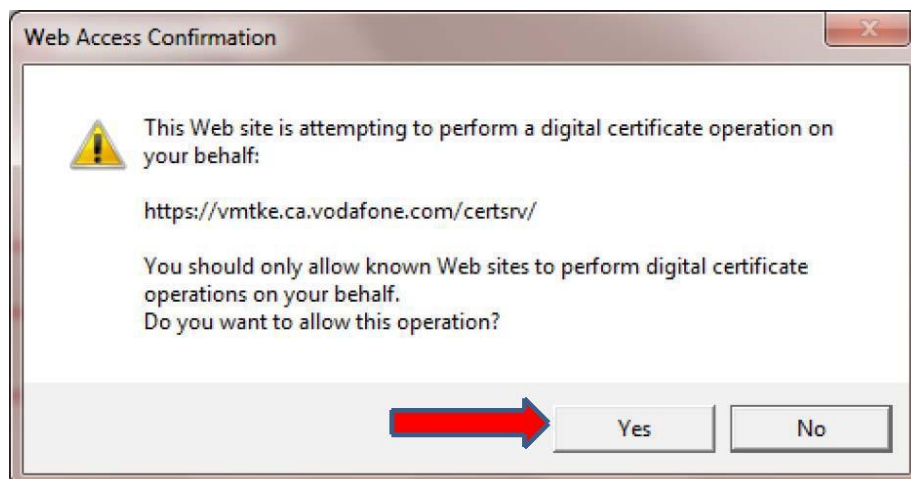 Web Access Confirmation
This Web site is attempting to perform a digital certificate operation on
your behalf:
https://vmtke.ca.vodafone.com/certsrv/
You should only allow known Web sites to perform digital certificate
operations on your behalf.
Do you want to allow this operation?
Yes
No